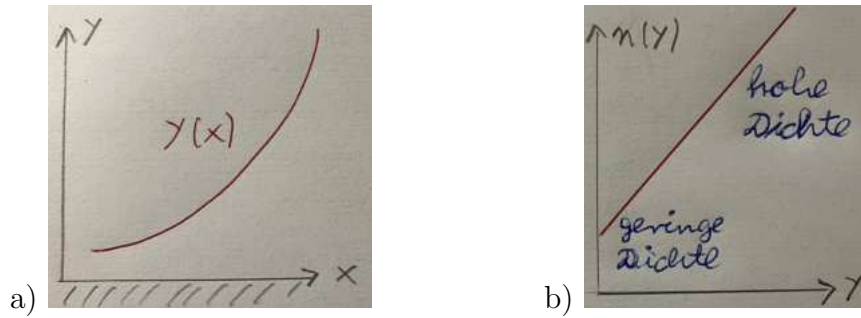 a)
y
y(x)
x
b)
n(y)
hohe
Dichte
geringe
Dichte
y